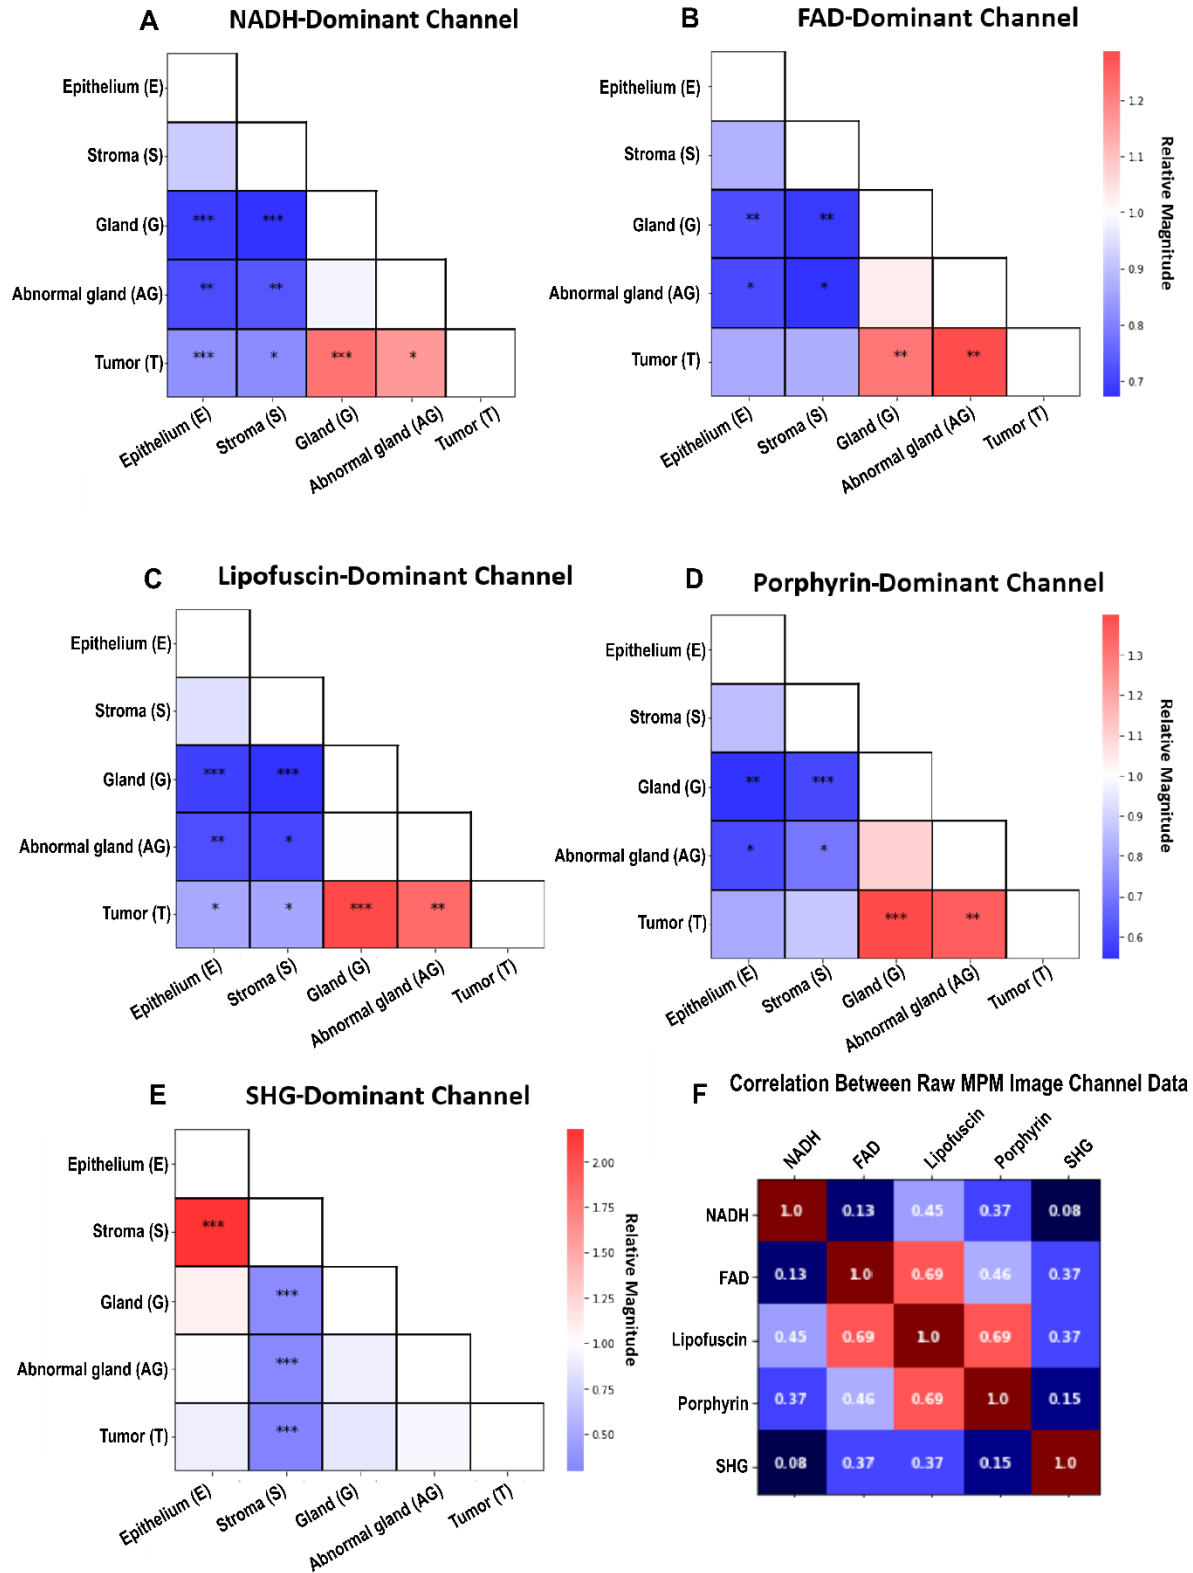 A NADH-Dominant Channel
Epithelium (E)
Stroma (S)
Gland (G) *** ***
Abnormal gland (AG) ** **
Tumor (T) *** * *** *
Epithelium (E) Stroma (S) Gland (G) Abnormal gland (AG) Tumor (T)
B FAD-Dominant Channel
Epithelium (E)
Stroma (S)
Gland (G) ** **
Abnormal gland (AG) * *
Tumor (T) ** **
Epithelium (E) Stroma (S) Gland (G) Abnormal gland (AG) Tumor (T)
1.2
1.1
1.0
0.9
0.8
0.7
Relative Magnitude
C Lipofuscin-Dominant Channel
Epithelium (E)
Stroma (S)
Gland (G) *** ***
Abnormal gland (AG) ** *
Tumor (T) * * *** **
Epithelium (E) Stroma (S) Gland (G) Abnormal gland (AG) Tumor (T)
D Porphyrin-Dominant Channel
Epithelium (E)
Stroma (S)
Gland (G) ** ***
Abnormal gland (AG) * *
Tumor (T) *** **
Epithelium (E) Stroma (S) Gland (G) Abnormal gland (AG) Tumor (T)
1.3
1.2
1.1
1.0
0.9
0.8
0.7
0.6
Relative Magnitude
E SHG-Dominant Channel
Epithelium (E)
Stroma (S) ***
Gland (G) ***
Abnormal gland (AG) ***
Tumor (T) ***
Epithelium (E) Stroma (S) Gland (G) Abnormal gland (AG) Tumor (T)
2.00
1.75
1.50
1.25
1.00
0.75
0.50
Relative Magnitude
F Correlation Between Raw MPM Image Channel Data
NADH FAD Lipofuscin Porphyrin SHG
NADH 1.0 0.13 0.45 0.37 0.08
FAD 0.13 1.0 0.69 0.46 0.37
Lipofuscin 0.45 0.69 1.0 0.69 0.37
Porphyrin 0.37 0.46 0.69 1.0 0.15
SHG 0.08 0.37 0.37 0.15 1.0